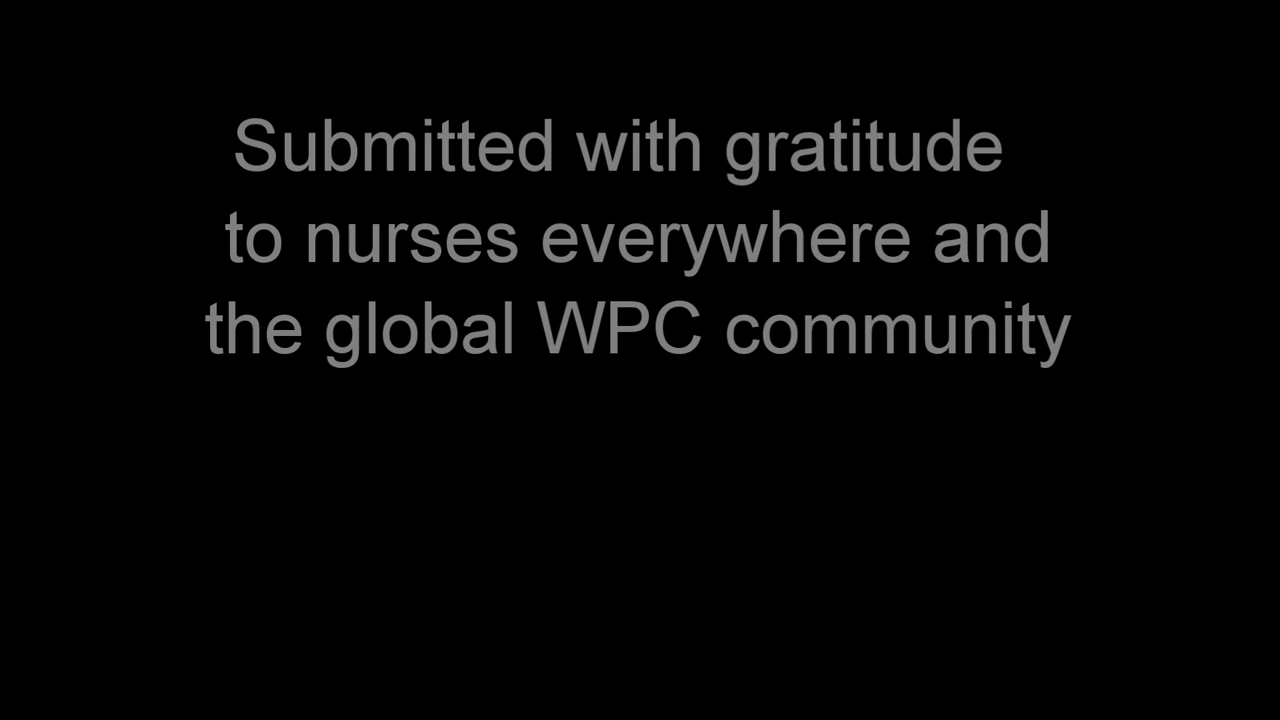 Submitted with gratitude
to nurses everywhere and
the global WPC community